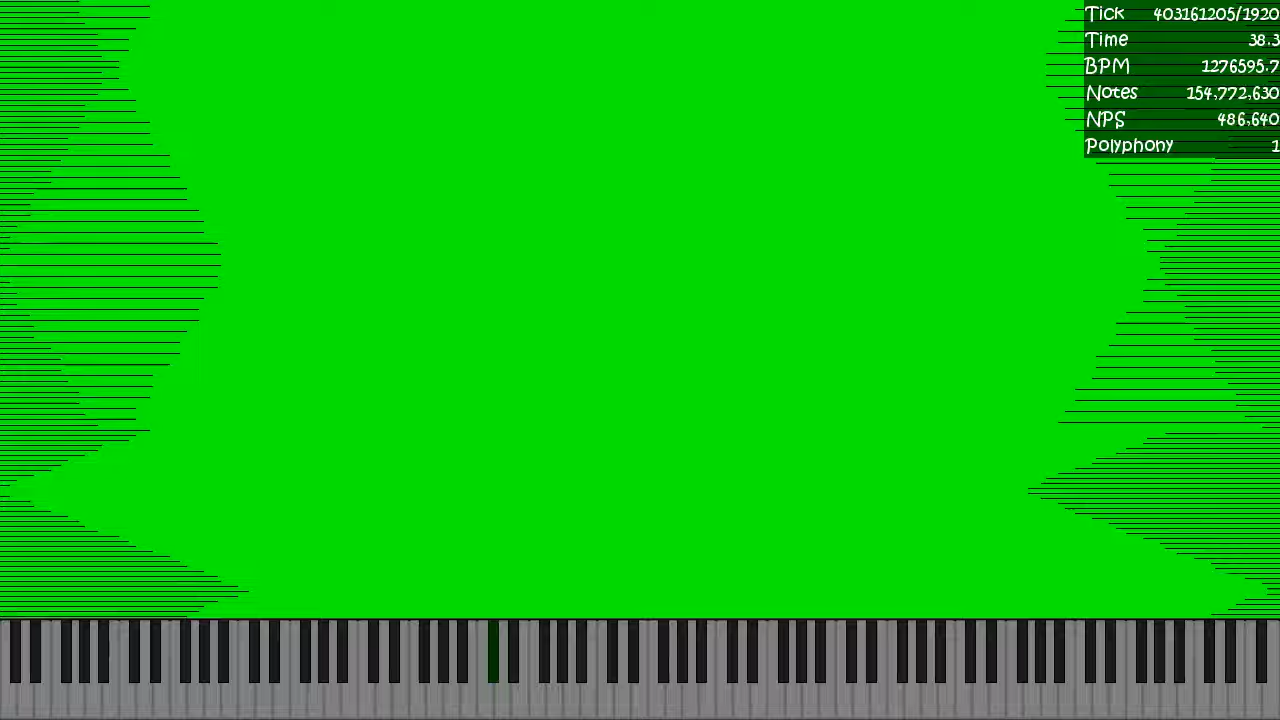 Tick 403161205/1920
Time 38.3
BPM 1276595.7
Notes 154,772,630
NPS 486,640
Polyphony 1